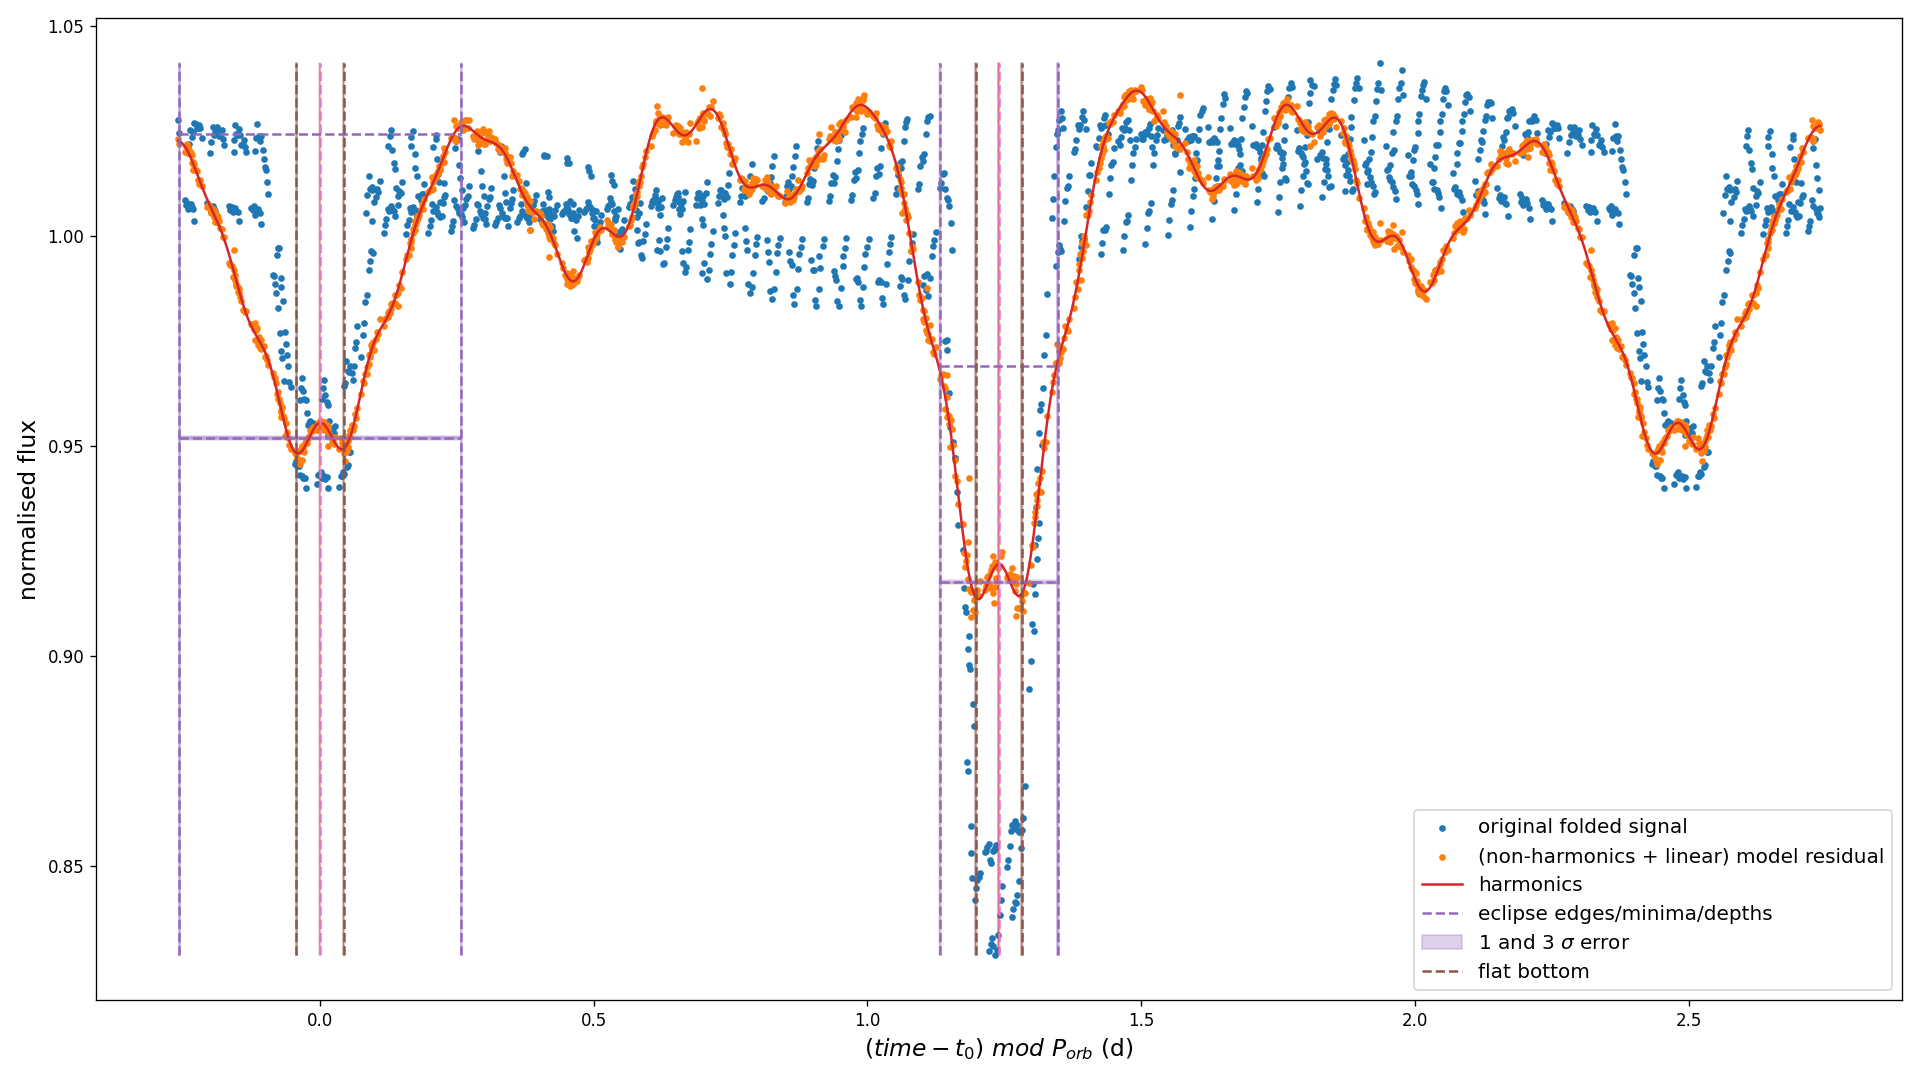 1.05
1.00
0.95
0.90
0.85
normalised flux
0.0 0.5 1.0 1.5 2.0 2.5
(time − t₀) mod P_orb (d)
original folded signal
(non-harmonics + linear) model residual
harmonics
eclipse edges/minima/depths
1 and 3 σ error
flat bottom